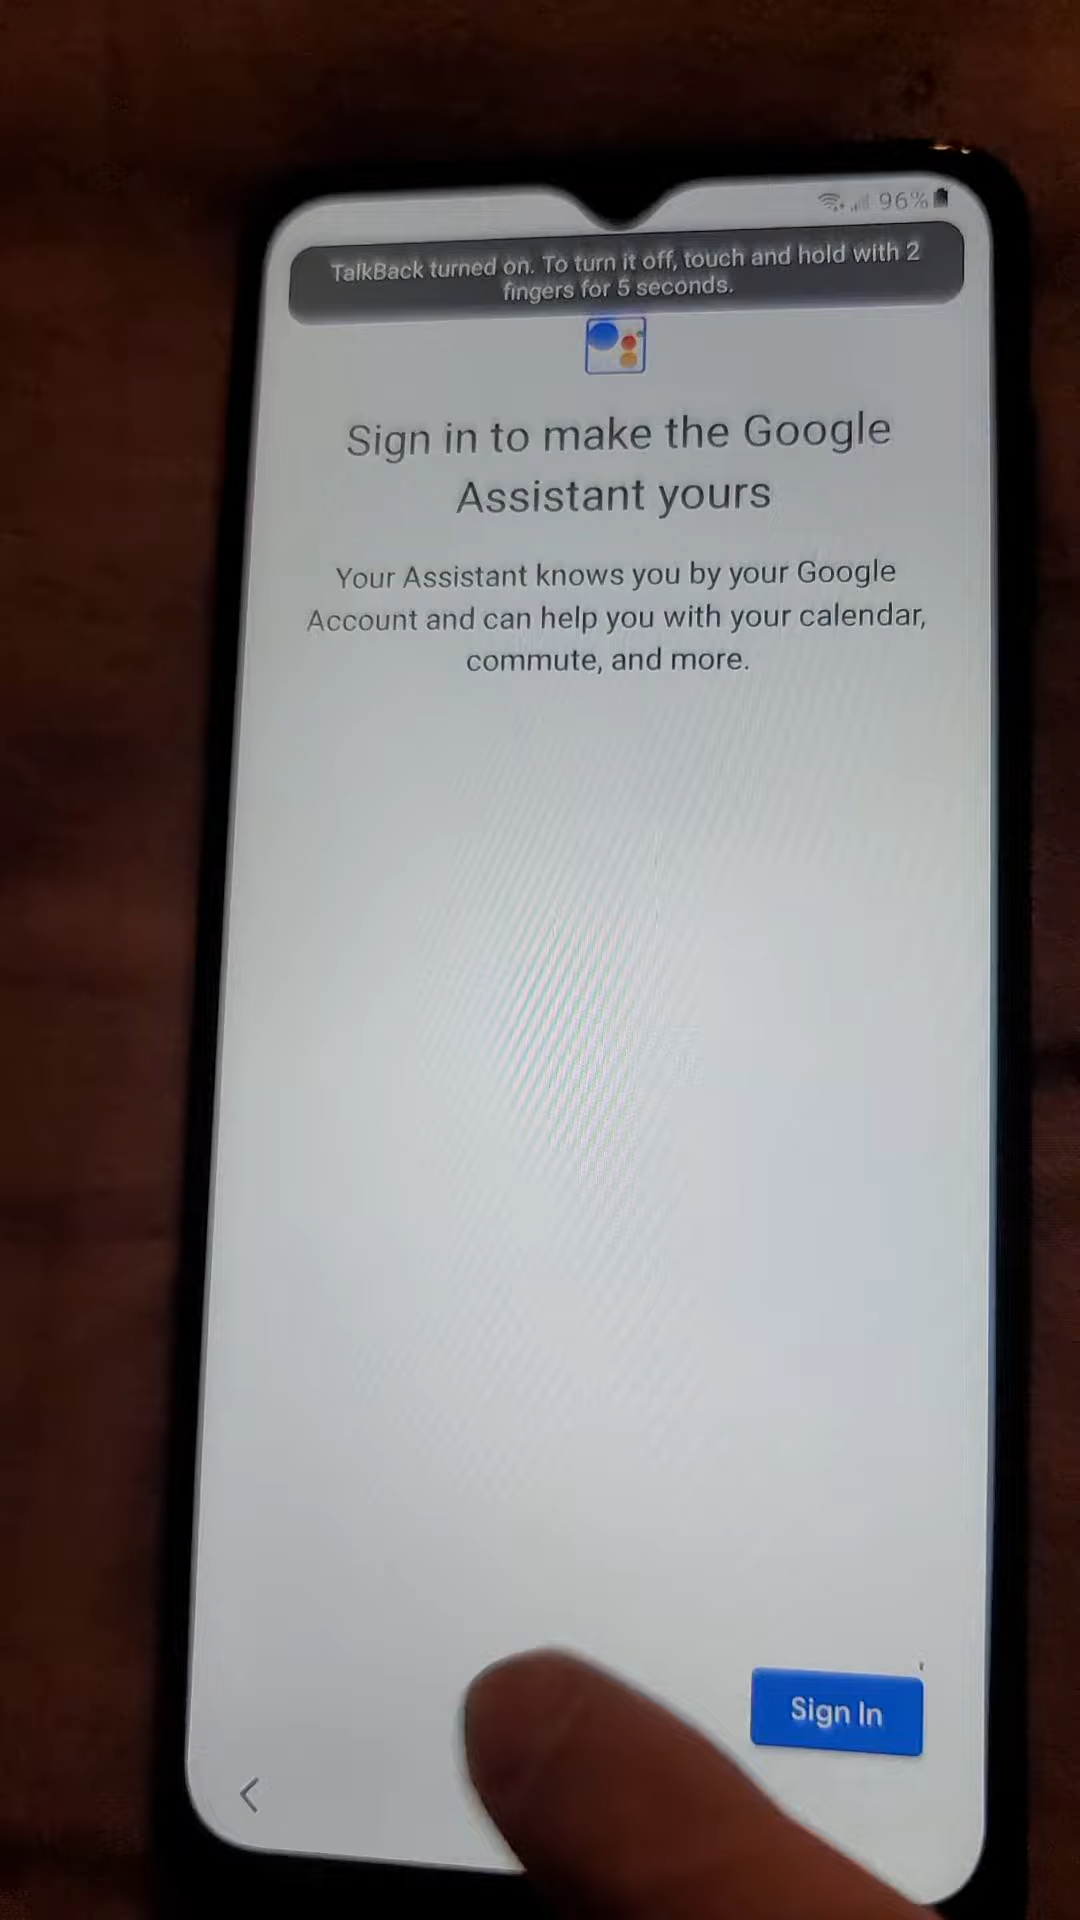 96%
TalkBack turned on. To turn it off, touch and hold with 2
fingers for 5 seconds.
Sign in to make the Google
Assistant yours
Your Assistant knows you by your Google
Account and can help you with your calendar,
commute, and more.
Sign In